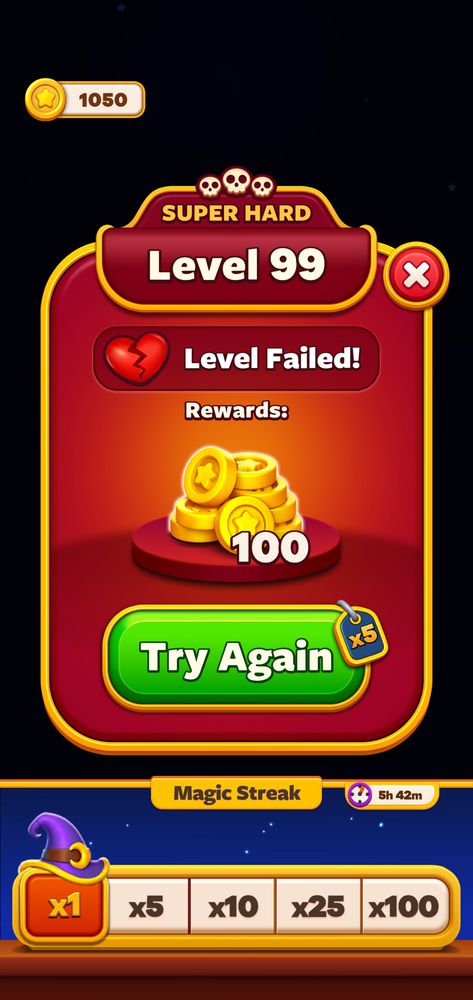 1050
SUPER HARD
Level 99
Level Failed!
Rewards:
100
Try Again
x5
Magic Streak
5h 42m
x1 x5 x10 x25 x100